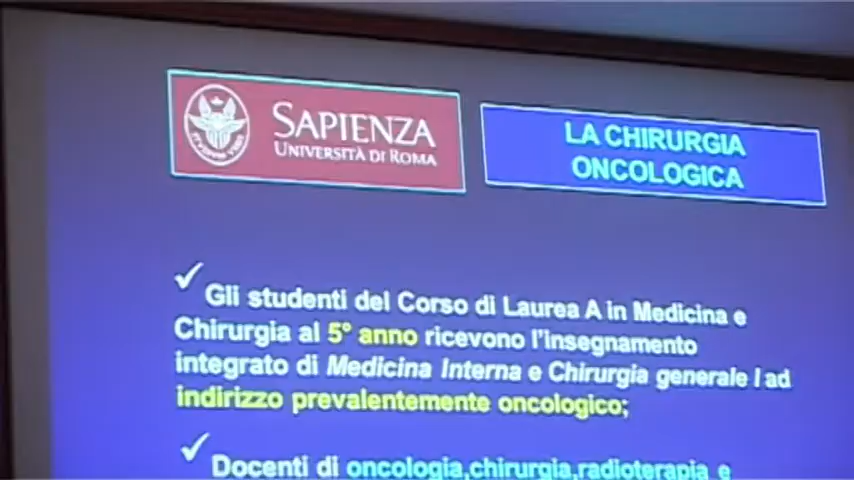 SAPIENZA
UNIVERSITÀ DI ROMA
LA CHIRURGIA
ONCOLOGICA
✓ Gli studenti del Corso di Laurea A in Medicina e
Chirurgia al 5° anno ricevono l'insegnamento
integrato di Medicina Interna e Chirurgia generale I ad
indirizzo prevalentemente oncologico;
✓ Docenti di oncologia,chirurgia,radioterapia e